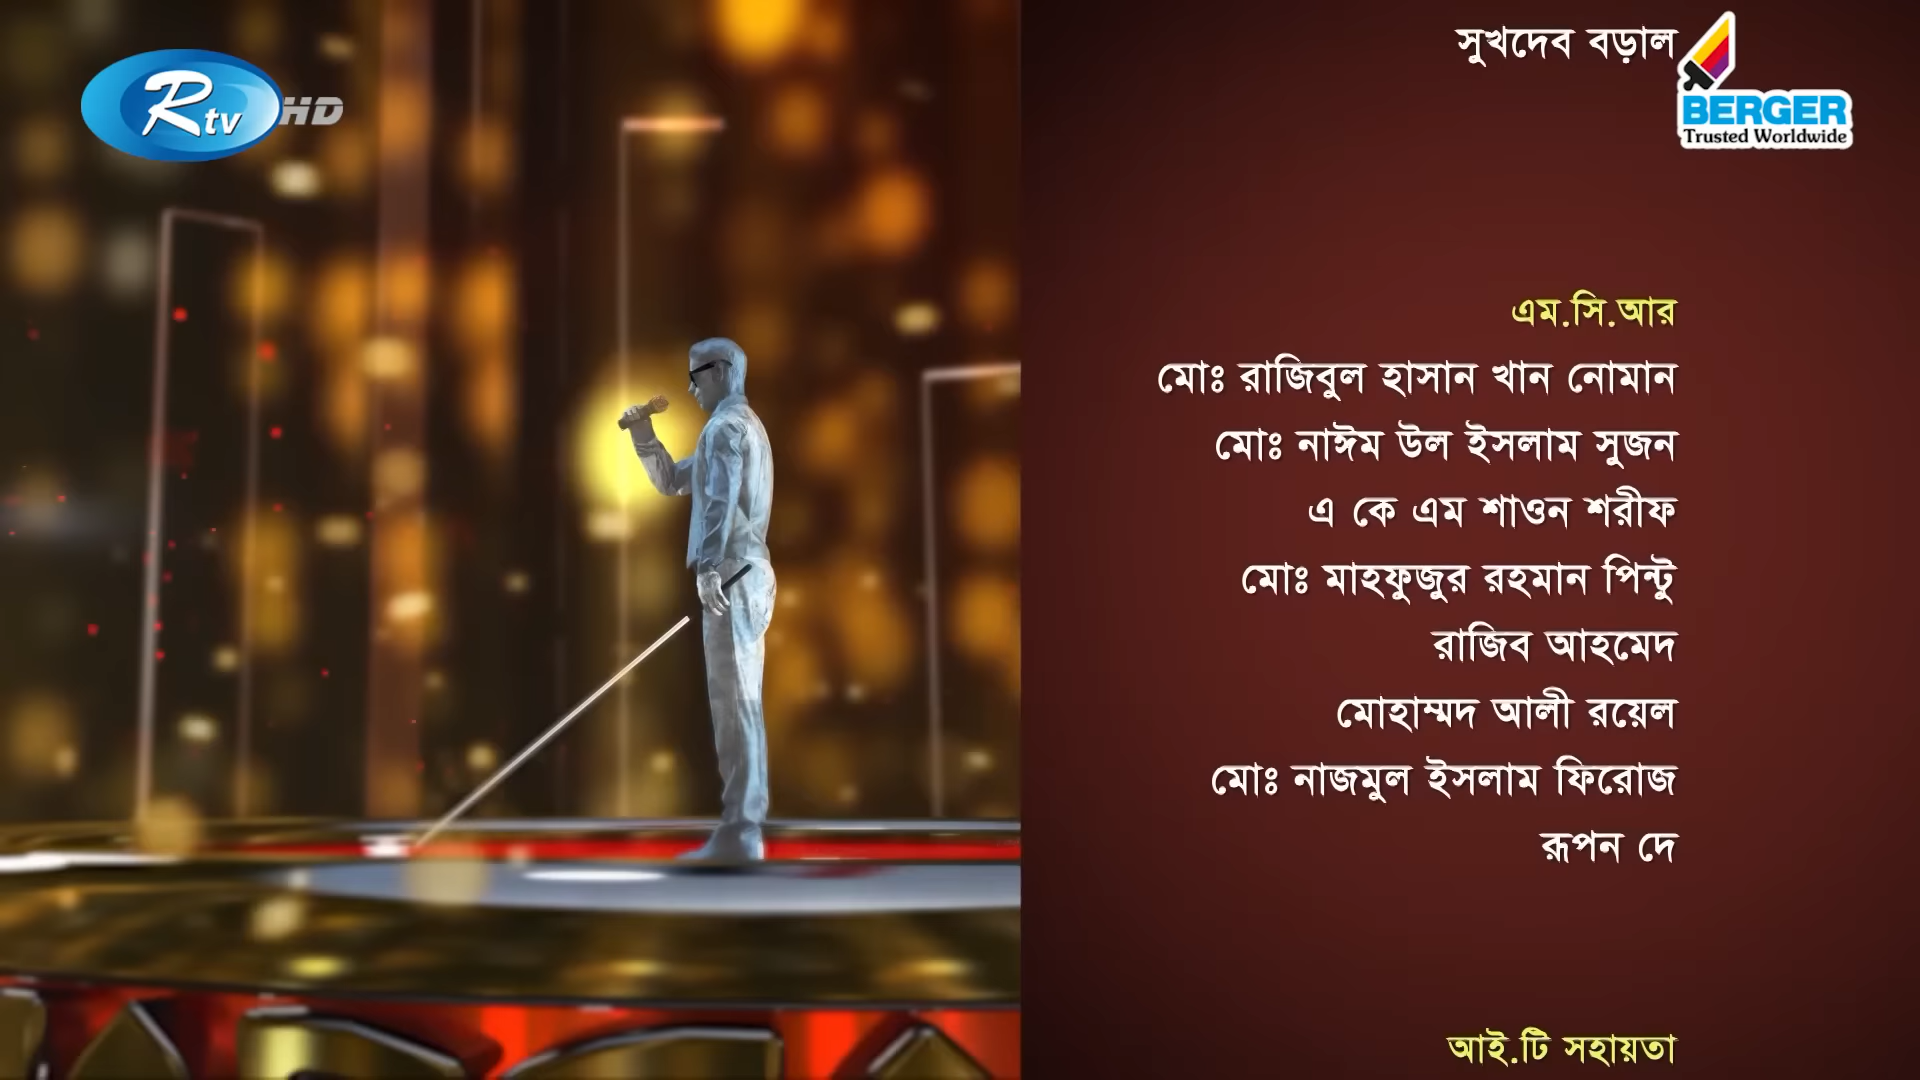 Rtv HD
সুখদেব বড়াল
BERGER
Trusted Worldwide
এম.সি.আর
মোঃ রাজিবুল হাসান খান নোমান
মোঃ নাঈম উল ইসলাম সুজন
এ কে এম শাওন শরীফ
মোঃ মাহফুজুর রহমান পিন্টু
রাজিব আহমেদ
মোহাম্মদ আলী রয়েল
মোঃ নাজমুল ইসলাম ফিরোজ
রূপন দে
আই.টি সহায়তা